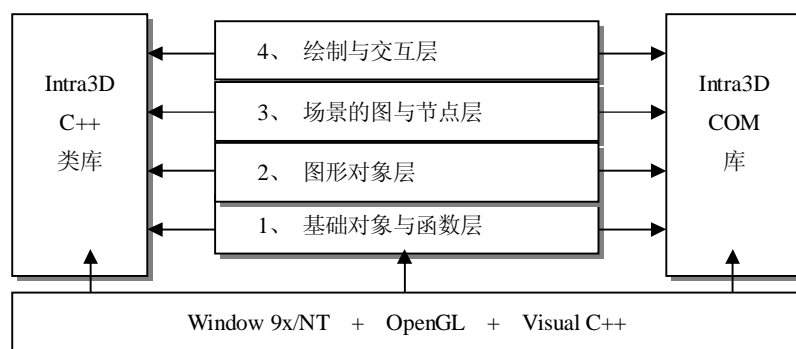 Intra3D
C++
类库
4、 绘制与交互层
3、 场景的图与节点层
2、 图形对象层
1、 基础对象与函数层
Intra3D
COM
库
Window 9x/NT + OpenGL + Visual C++